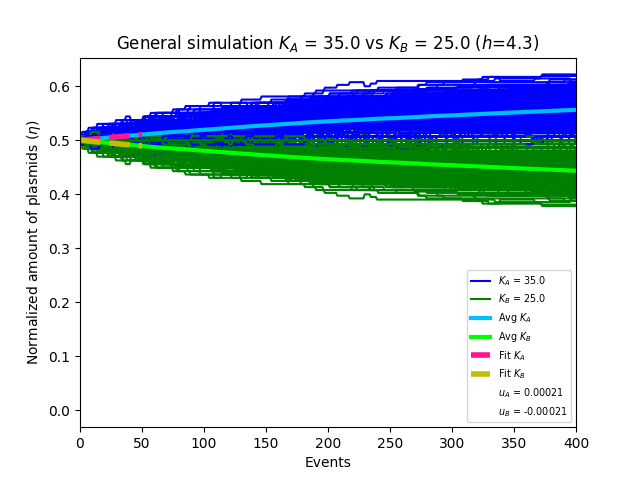 General simulation K_A = 35.0 vs K_B = 25.0 (h=4.3)
Normalized amount of plasmids (η)
0.6
0.5
0.4
0.3
0.2
0.1
0.0
K_A = 35.0
K_B = 25.0
Avg K_A
Avg K_B
Fit K_A
Fit K_B
u_A = 0.00021
u_B = -0.00021
0 50 100 150 200 250 300 350 400
Events